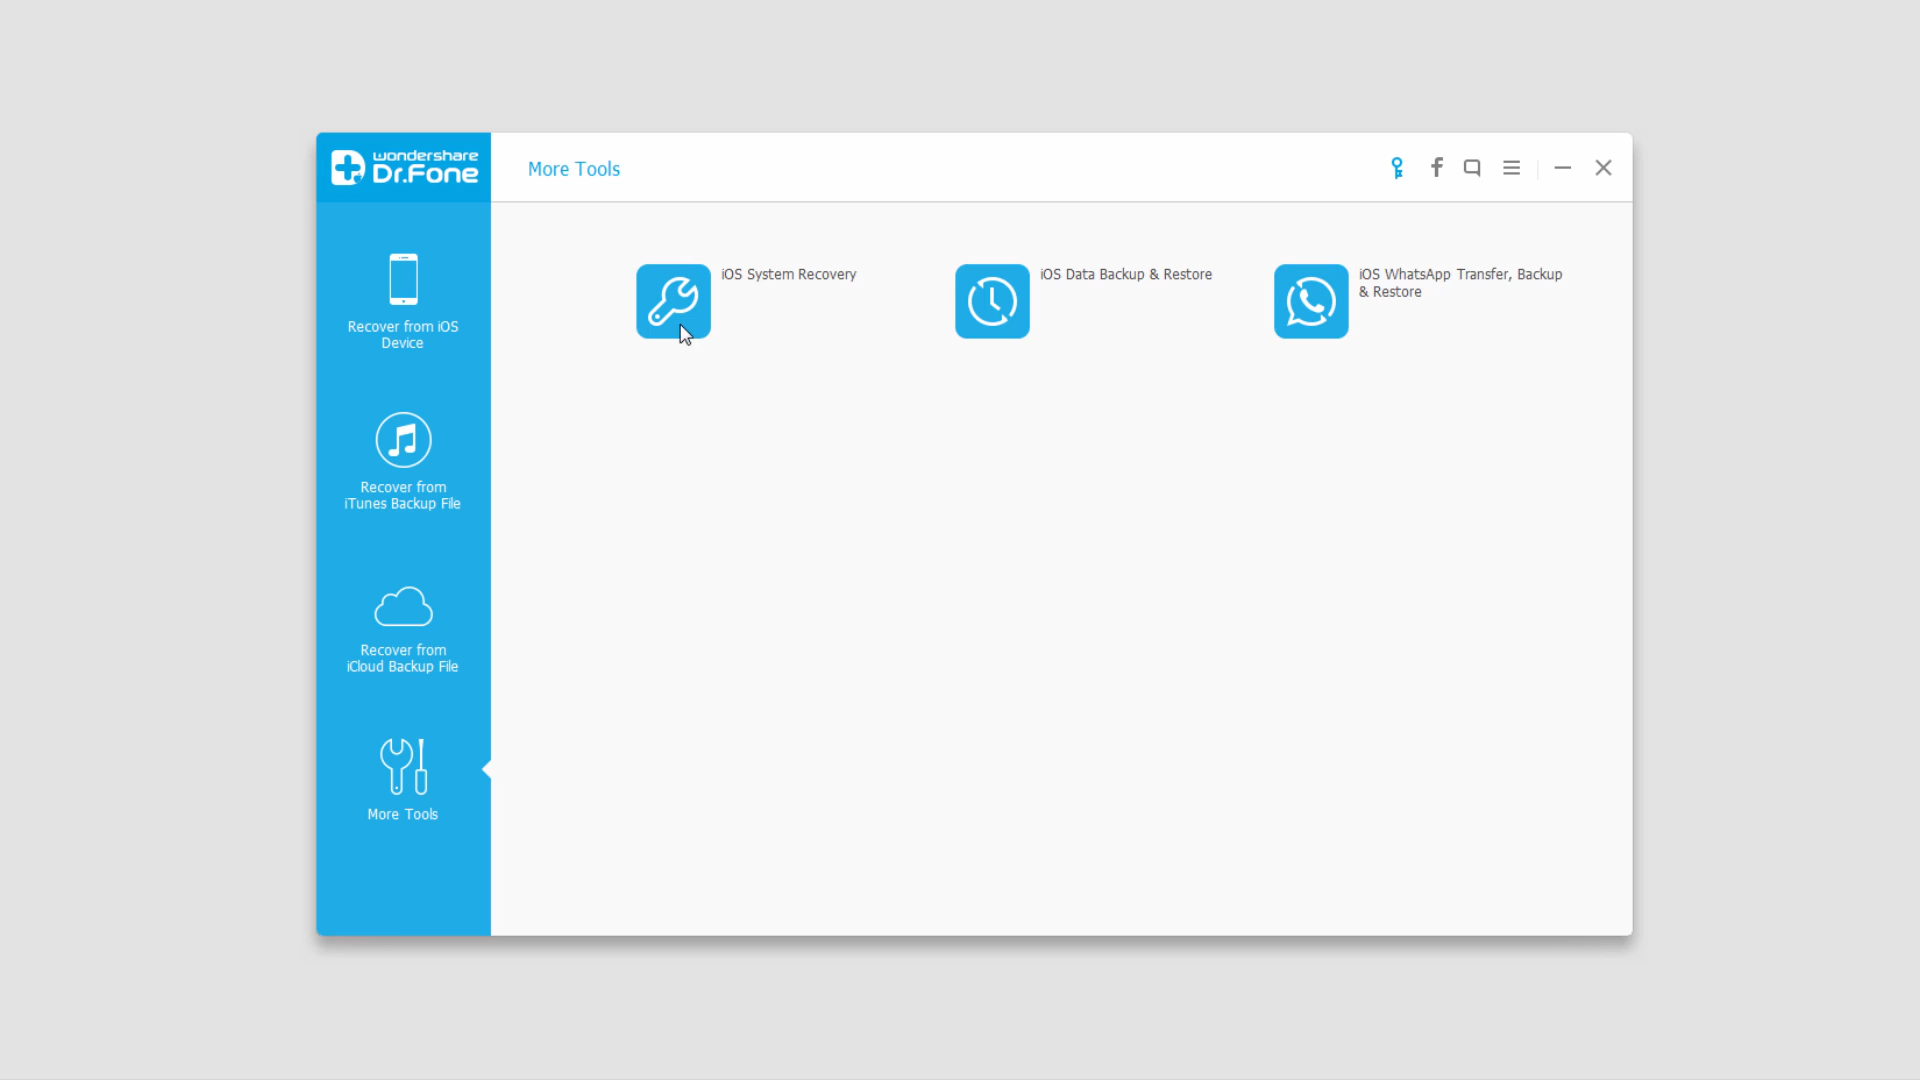 wondershare
Dr.Fone
More Tools
iOS System Recovery
iOS Data Backup & Restore
iOS WhatsApp Transfer, Backup
& Restore
Recover from iOS
Device
Recover from
iTunes Backup File
Recover from
iCloud Backup File
More Tools